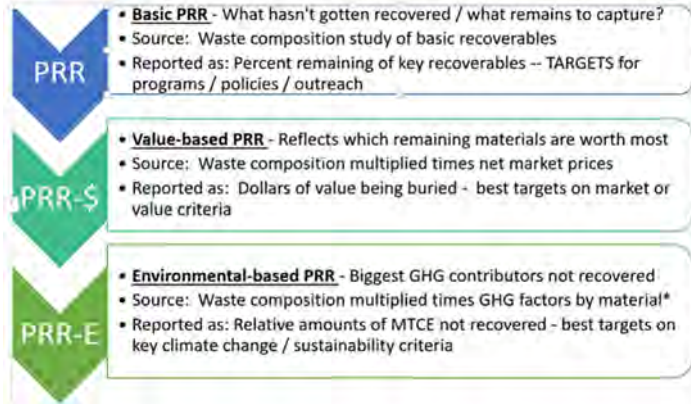 PRR
• Basic PRR - What hasn't gotten recovered / what remains to capture?
• Source: Waste composition study of basic recoverables
• Reported as: Percent remaining of key recoverables -- TARGETS for
programs / policies / outreach
PRR-$
• Value-based PRR - Reflects which remaining materials are worth most
• Source: Waste composition multiplied times net market prices
• Reported as: Dollars of value being buried - best targets on market or
value criteria
PRR-E
• Environmental-based PRR - Biggest GHG contributors not recovered
• Source: Waste composition multiplied times GHG factors by material*
• Reported as: Relative amounts of MTCE not recovered - best targets on
key climate change / sustainability criteria